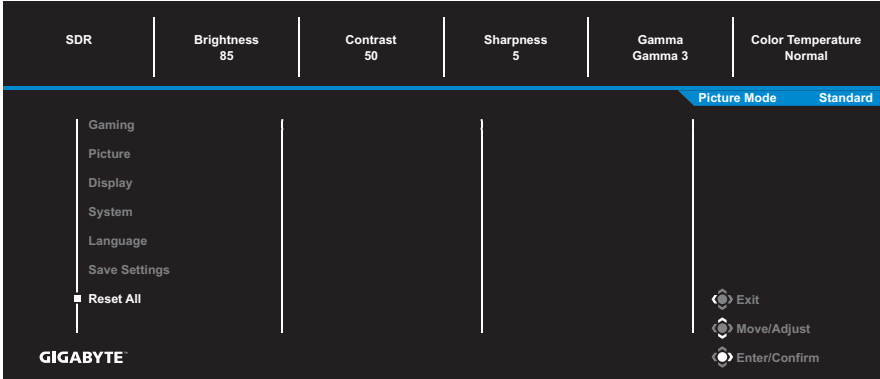 SDR
Brightness
85
Contrast
50
Sharpness
5
Gamma
Gamma 3
Color Temperature
Normal
Picture Mode Standard
Gaming
Picture
Display
System
Language
Save Settings
Reset All
Exit
Move/Adjust
Enter/Confirm
GIGABYTE™